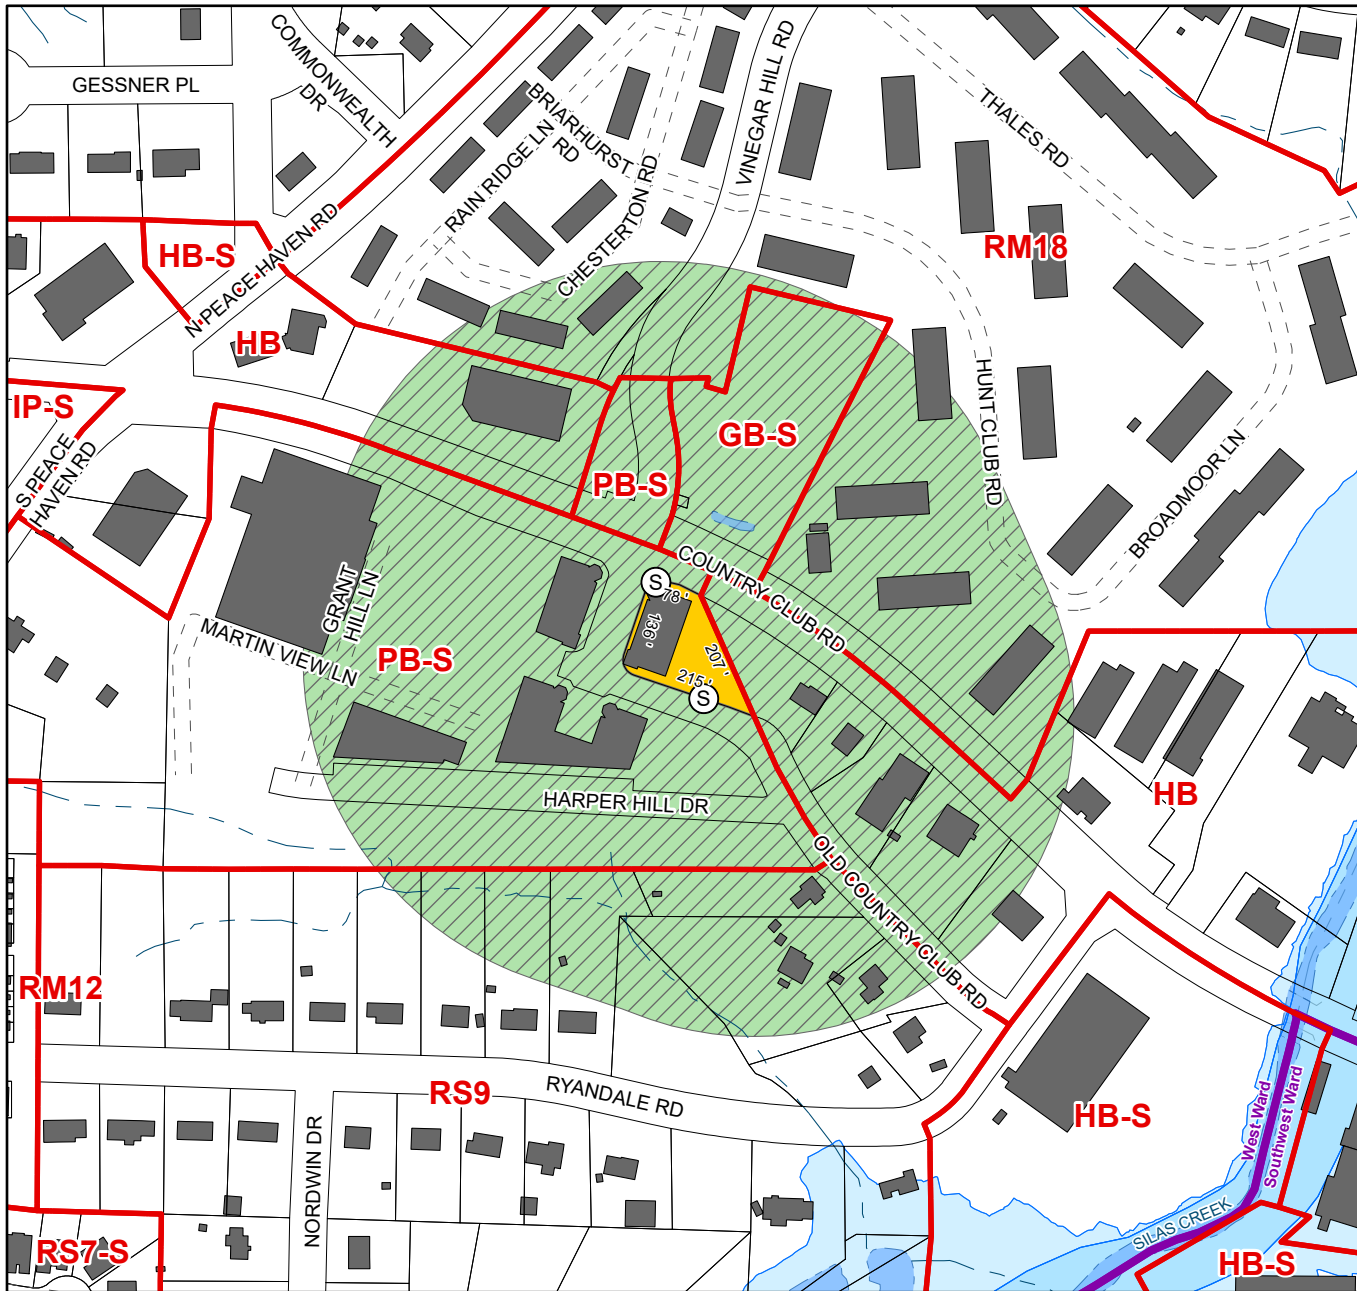 GESSNER PL
COMMONWEALTH
DR
VINEGAR HILL RD
BRIARHURST
RD
RAIN RIDGE LN
CHESTERTON RD
THALES RD
N PEACE HAVEN RD
HB-S
HB
RM18
IP-S
S PEACE
HAVEN RD
GB-S
PB-S
HUNT CLUB RD
BROADMOOR LN
COUNTRY CLUB RD
GRANT
HILL LN
MARTIN VIEW LN
PB-S
S
78 '
136 '
207 '
215 '
S
HB
HARPER HILL DR
OLD COUNTRY CLUB RD
RM12
RS9
RYANDALE RD
NORDWIN DR
HB-S
West Ward
Southwest Ward
SILAS CREEK
RS7-S
HB-S